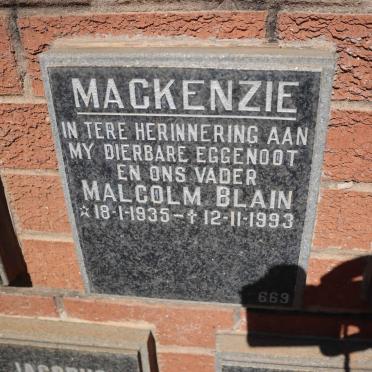 MACKENZIE
IN TERE HERINNERING AAN
MY DIERBARE EGGENOOT
EN ONS VADER
MALCOLM BLAIN
☆18-1-1935-✝12-11-1993
669
JACOBUS